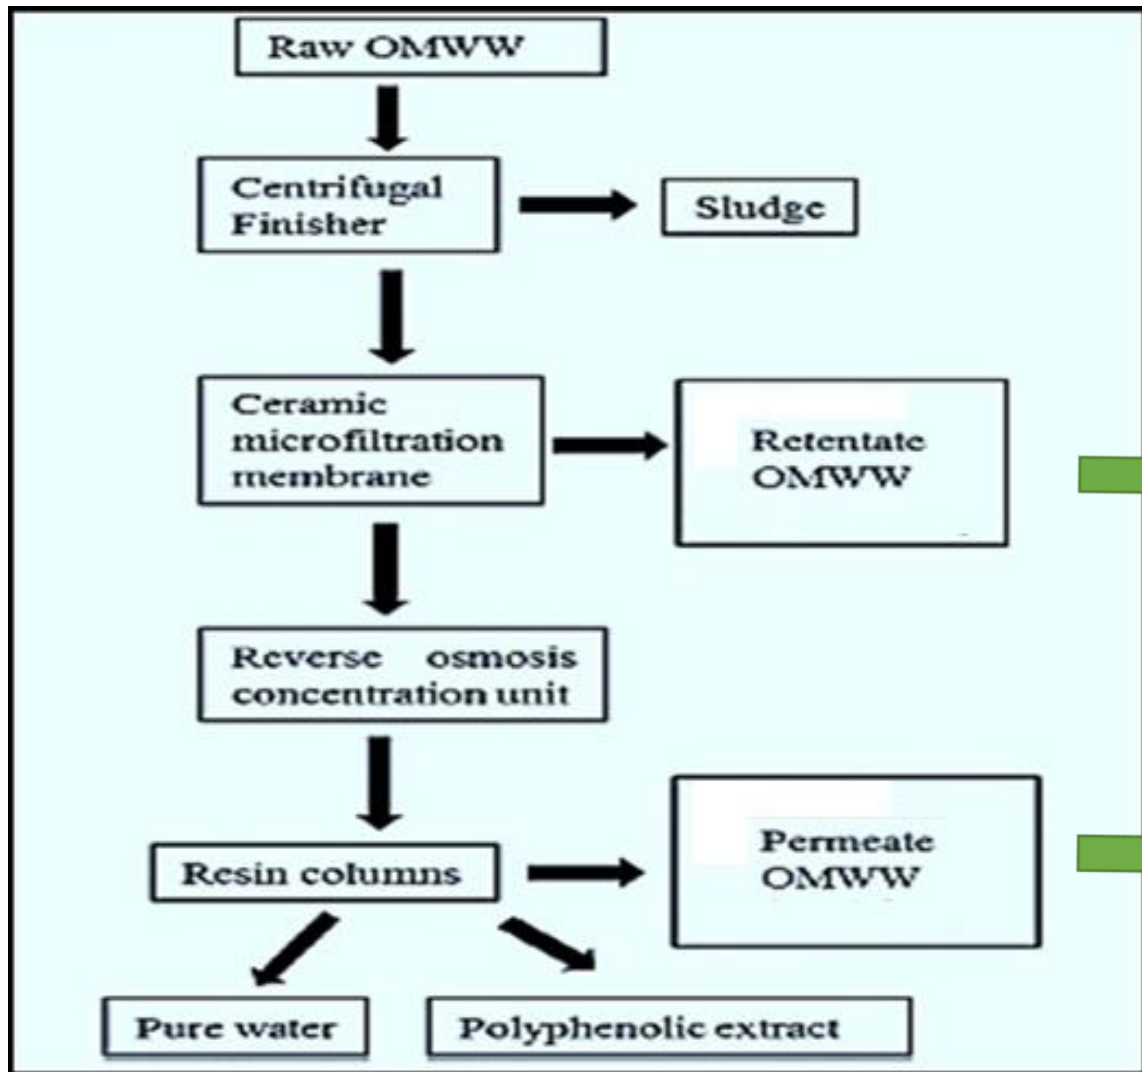 Raw OMWW
Centrifugal
Finisher
Sludge
Ceramic
microfiltration
membrane
Retentate
OMWW
Reverse osmosis
concentration unit
Resin columns
Permeate
OMWW
Pure water
Polyphenolic extract